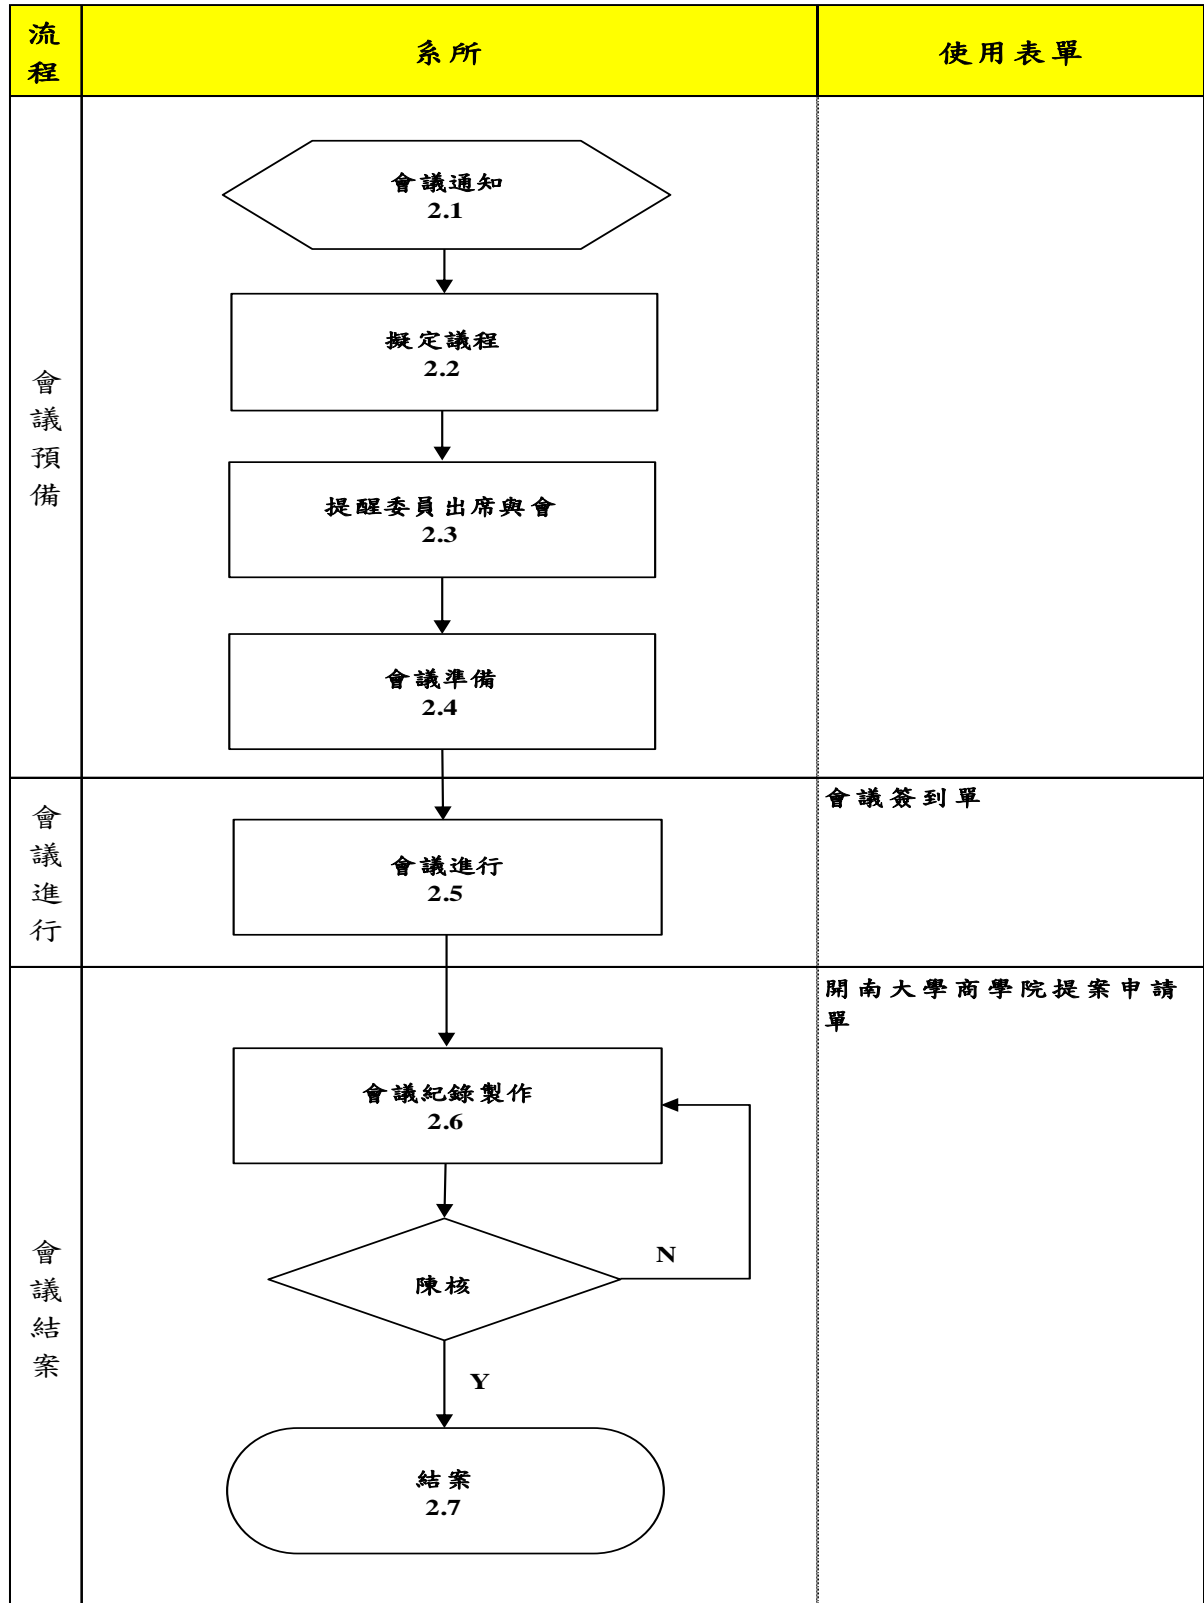 流
程
系所
使用表單
會
議
預
備
會議通知
2.1
擬定議程
2.2
提醒委員出席與會
2.3
會議準備
2.4
會
議
進
行
會議進行
2.5
會議簽到單
會
議
結
案
會議紀錄製作
2.6
陳核
N
Y
結案
2.7
開南大學商學院提案申請
單